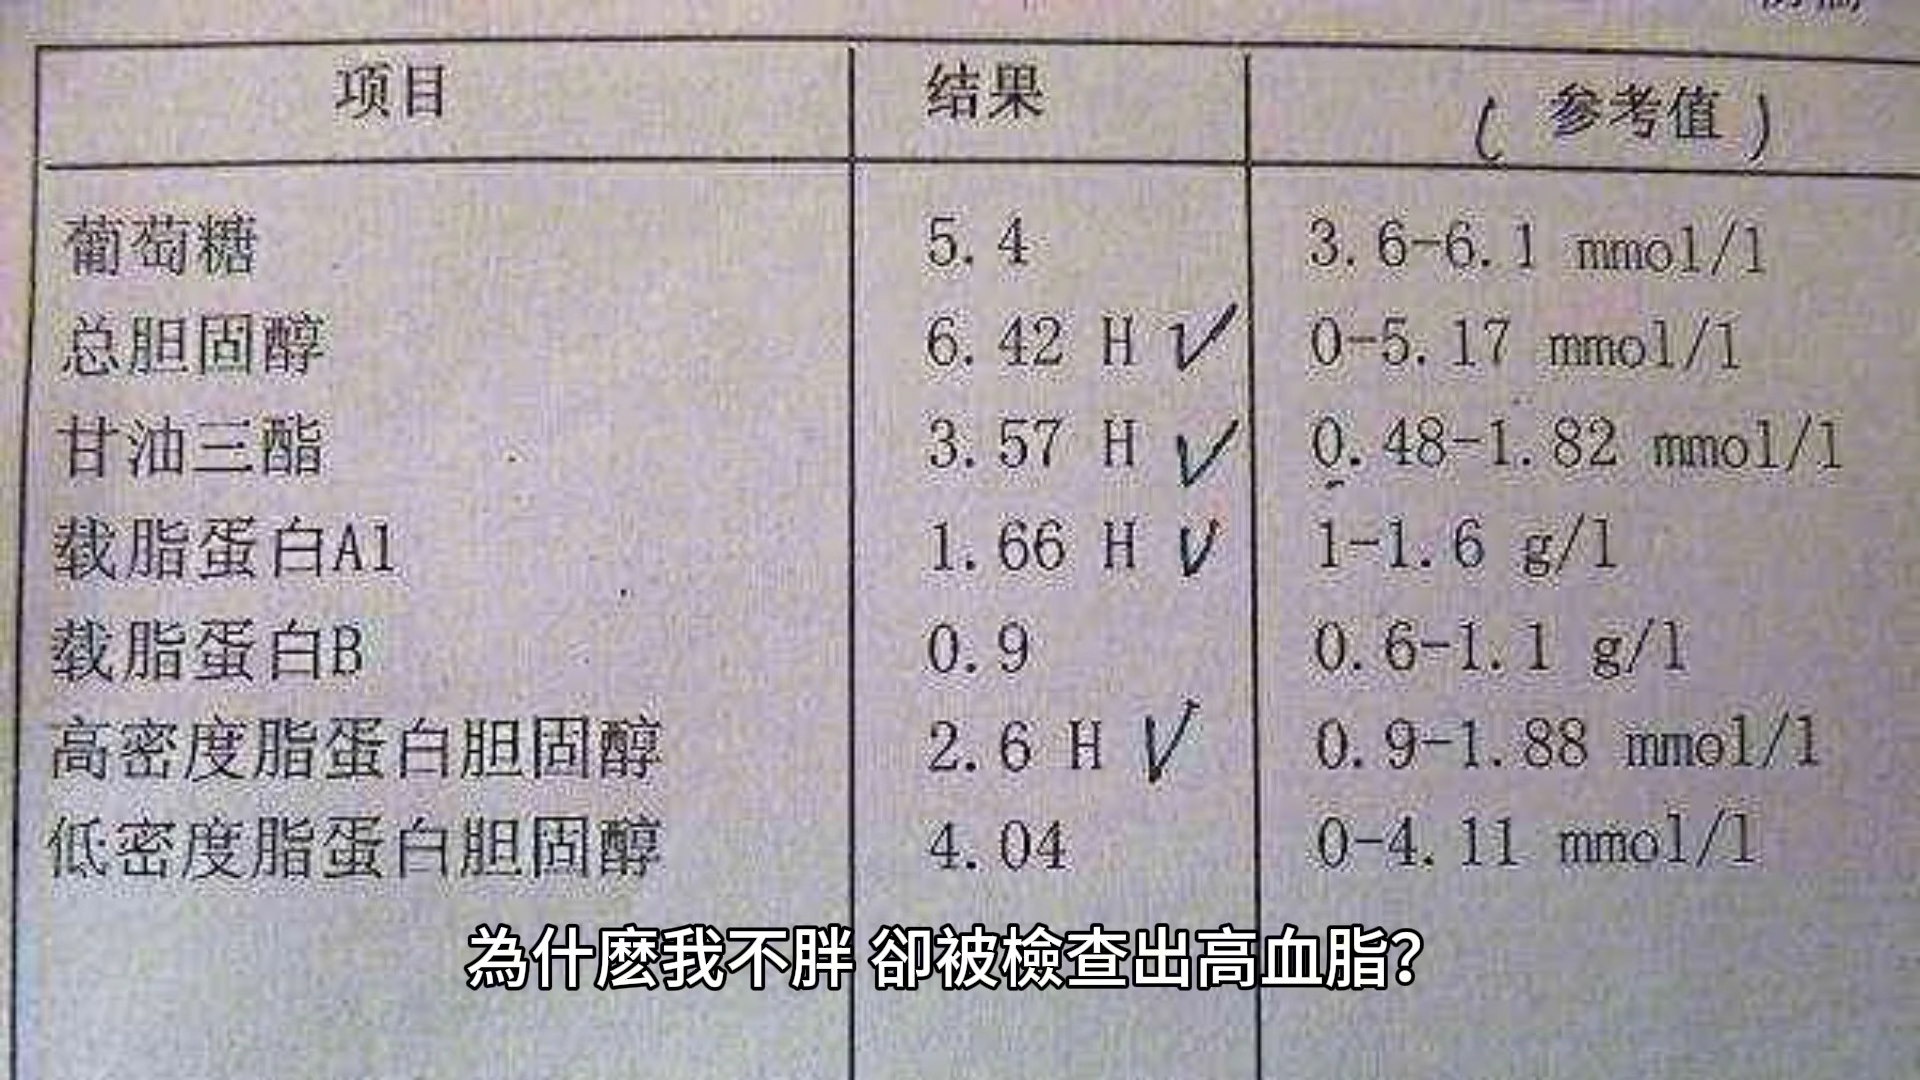 项目 结果 (参考值)
葡萄糖 5.4 3.6-6.1 mmol/l
总胆固醇 6.42 H 0-5.17 mmol/l
甘油三酯 3.57 H 0.48-1.82 mmol/l
载脂蛋白A1 1.66 H 1-1.6 g/l
载脂蛋白B 0.9 0.6-1.1 g/l
高密度脂蛋白胆固醇 2.6 H 0.9-1.88 mmol/l
低密度脂蛋白胆固醇 4.04 0-4.11 mmol/l
為什麽我不胖 卻被檢查出高血脂?